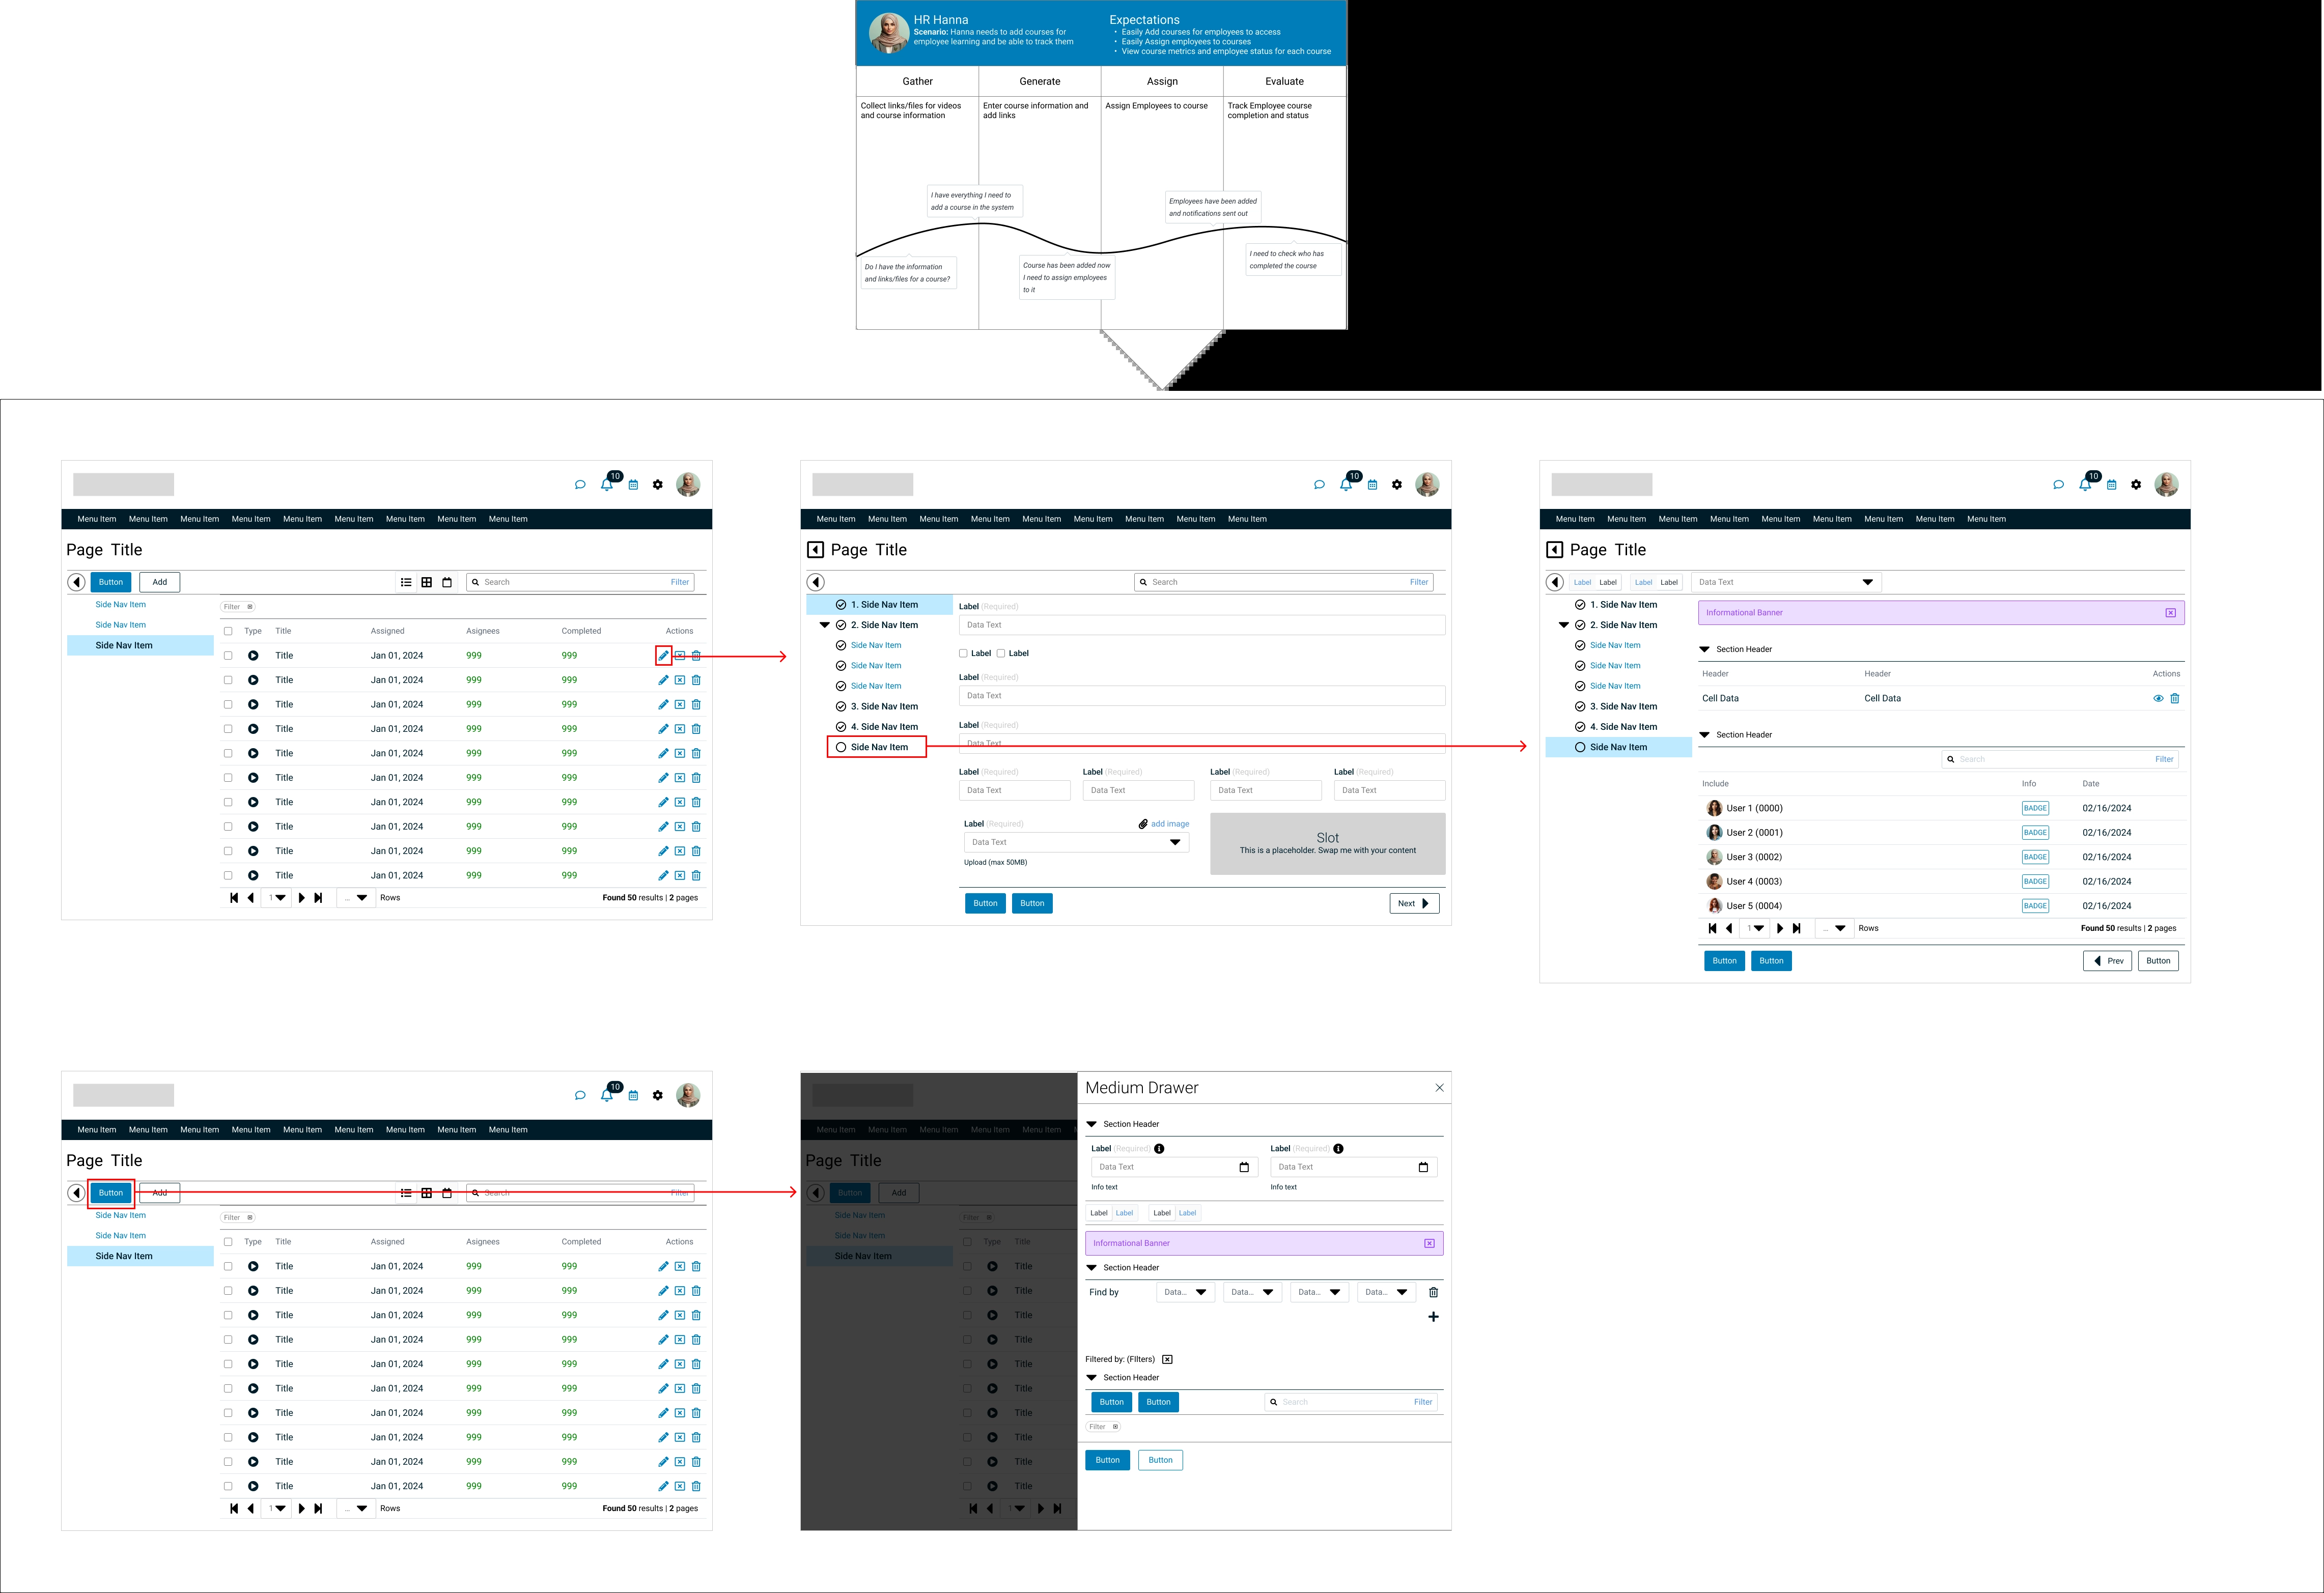 HR Hanna
Scenario: Hanna needs to add courses for
employee learning and be able to track them
Expectations
• Easily Add courses for employees to access
• Easily Assign employees to courses
• View course metrics and employee status for each course
Gather Generate Assign Evaluate
Collect links/files for videos
and course information
Enter course information and
add links
Assign Employees to course
Track Employee course
completion and status
I have everything I need to
add a course in the system
Employees have been added
and notifications sent out
Do I have the information
and links/files for a course?
Course has been added now
I need to assign employees
to it
I need to check who has
completed the course
10
Menu Item Menu Item Menu Item Menu Item Menu Item Menu Item Menu Item Menu Item Menu Item
Page Title
Button Add Search Filter
Side Nav Item
Side Nav Item
Side Nav Item
Filter
Type Title Assigned Asignees Completed Actions
Title Jan 01, 2024 999 999
Title Jan 01, 2024 999 999
Title Jan 01, 2024 999 999
Title Jan 01, 2024 999 999
Title Jan 01, 2024 999 999
Title Jan 01, 2024 999 999
Title Jan 01, 2024 999 999
Title Jan 01, 2024 999 999
Title Jan 01, 2024 999 999
Title Jan 01, 2024 999 999
1 ... Rows Found 50 results | 2 pages
10
Menu Item Menu Item Menu Item Menu Item Menu Item Menu Item Menu Item Menu Item Menu Item
Page Title
Search Filter
1. Side Nav Item
2. Side Nav Item
Side Nav Item
Side Nav Item
Side Nav Item
3. Side Nav Item
4. Side Nav Item
Side Nav Item
Label (Required)
Data Text
Label Label
Label (Required)
Data Text
Label (Required)
Data Text
Label (Required) Label (Required) Label (Required) Label (Required)
Data Text Data Text Data Text Data Text
Label (Required) add image
Data Text
Upload (max 50MB)
Slot
This is a placeholder. Swap me with your content
Button Button Next
10
Menu Item Menu Item Menu Item Menu Item Menu Item Menu Item Menu Item Menu Item Menu Item
Page Title
Label Label Label Label Data Text
1. Side Nav Item
2. Side Nav Item
Side Nav Item
Side Nav Item
Side Nav Item
3. Side Nav Item
4. Side Nav Item
Side Nav Item
Informational Banner
Section Header
Header Header Actions
Cell Data Cell Data
Section Header
Search Filter
Include Info Date
User 1 (0000) BADGE 02/16/2024
User 2 (0001) BADGE 02/16/2024
User 3 (0002) BADGE 02/16/2024
User 4 (0003) BADGE 02/16/2024
User 5 (0004) BADGE 02/16/2024
1 ... Rows Found 50 results | 2 pages
Button Button Prev Button
10
Menu Item Menu Item Menu Item Menu Item Menu Item Menu Item Menu Item Menu Item Menu Item
Page Title
Button Add Search Filter
Side Nav Item
Side Nav Item
Side Nav Item
Filter
Type Title Assigned Asignees Completed Actions
Title Jan 01, 2024 999 999
Title Jan 01, 2024 999 999
Title Jan 01, 2024 999 999
Title Jan 01, 2024 999 999
Title Jan 01, 2024 999 999
Title Jan 01, 2024 999 999
Title Jan 01, 2024 999 999
Title Jan 01, 2024 999 999
Title Jan 01, 2024 999 999
Title Jan 01, 2024 999 999
1 ... Rows Found 50 results | 2 pages
Menu Item Menu Item Menu Item Menu Item Menu Item
Page Title
Button Add
Side Nav Item
Side Nav Item
Side Nav Item
Filter
Type Title
Title
Title
Title
Title
Title
Title
Title
Title
Title
Title
1
Medium Drawer
Section Header
Label (Required) Label (Required)
Data Text Data Text
Info text Info text
Label Label Label Label
Informational Banner
Section Header
Find by Data... Data... Data... Data...
Filtered by: (FIlters)
Section Header
Button Button Search Filter
Filter
Button Button